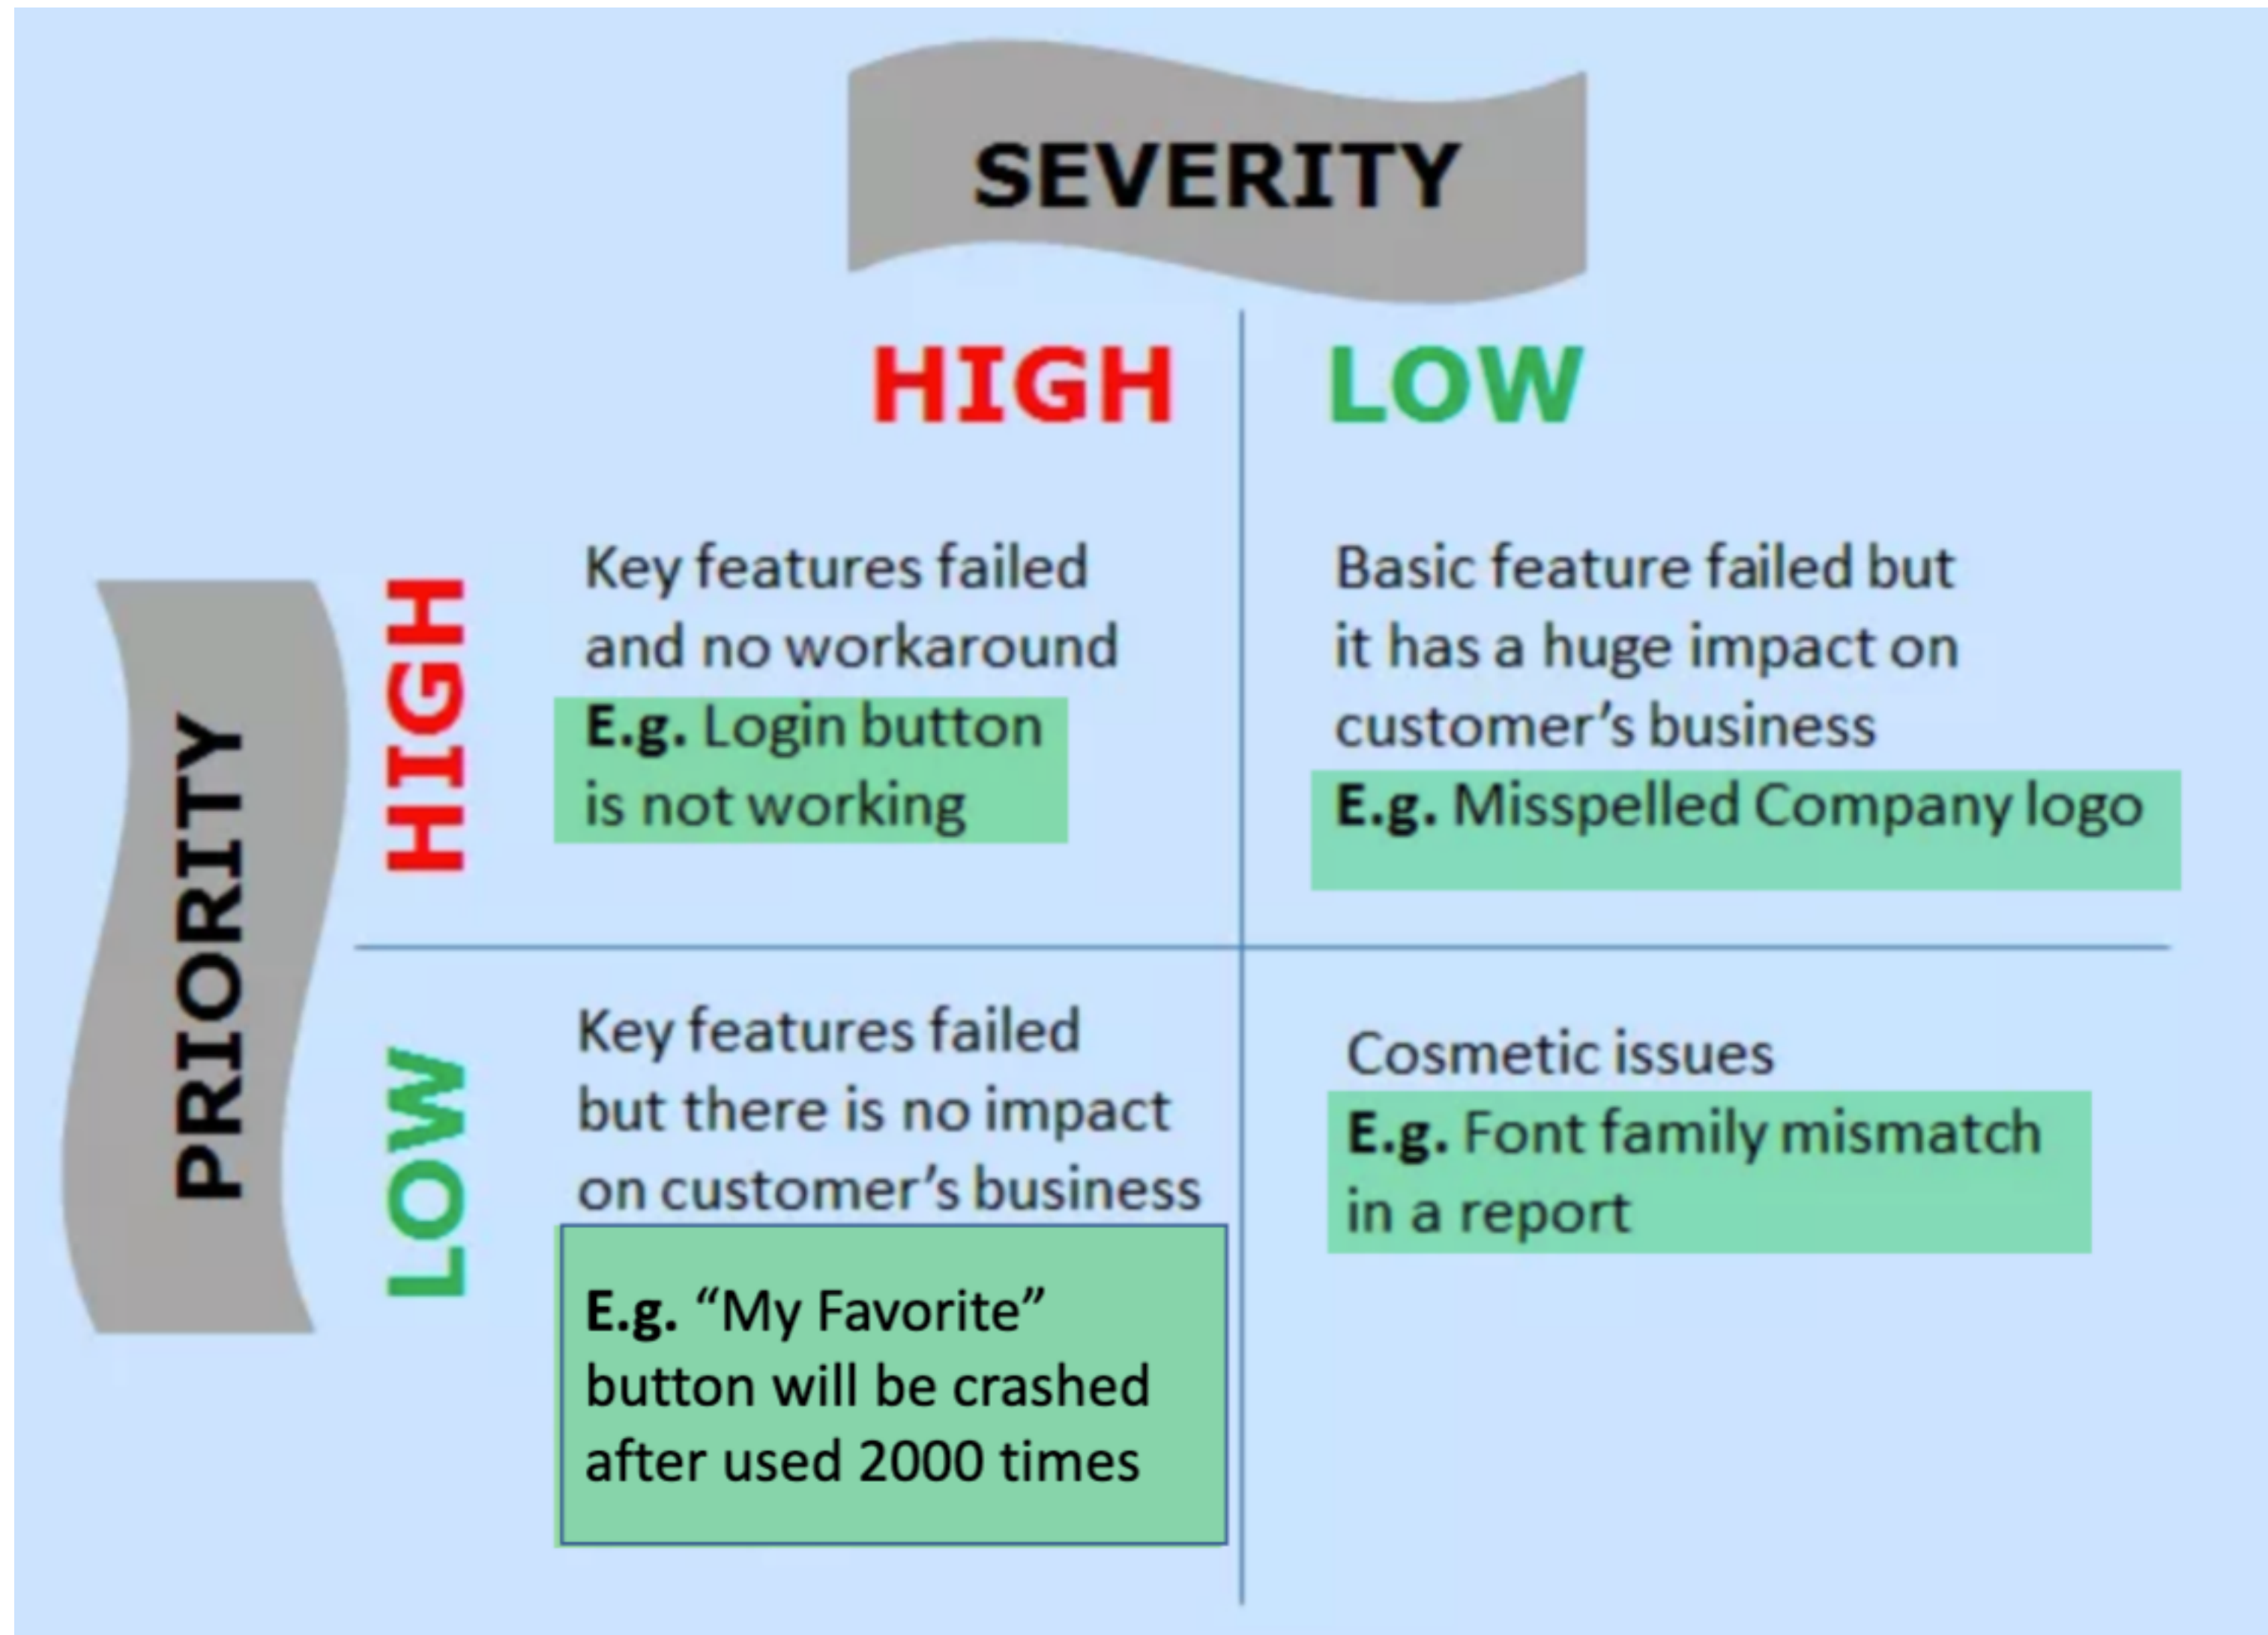 SEVERITY
HIGH
LOW
PRIORITY
HIGH
Key features failed
and no workaround
E.g. Login button
is not working
Basic feature failed but
it has a huge impact on
customer's business
E.g. Misspelled Company logo
LOW
Key features failed
but there is no impact
on customer's business
E.g. “My Favorite”
button will be crashed
after used 2000 times
Cosmetic issues
E.g. Font family mismatch
in a report